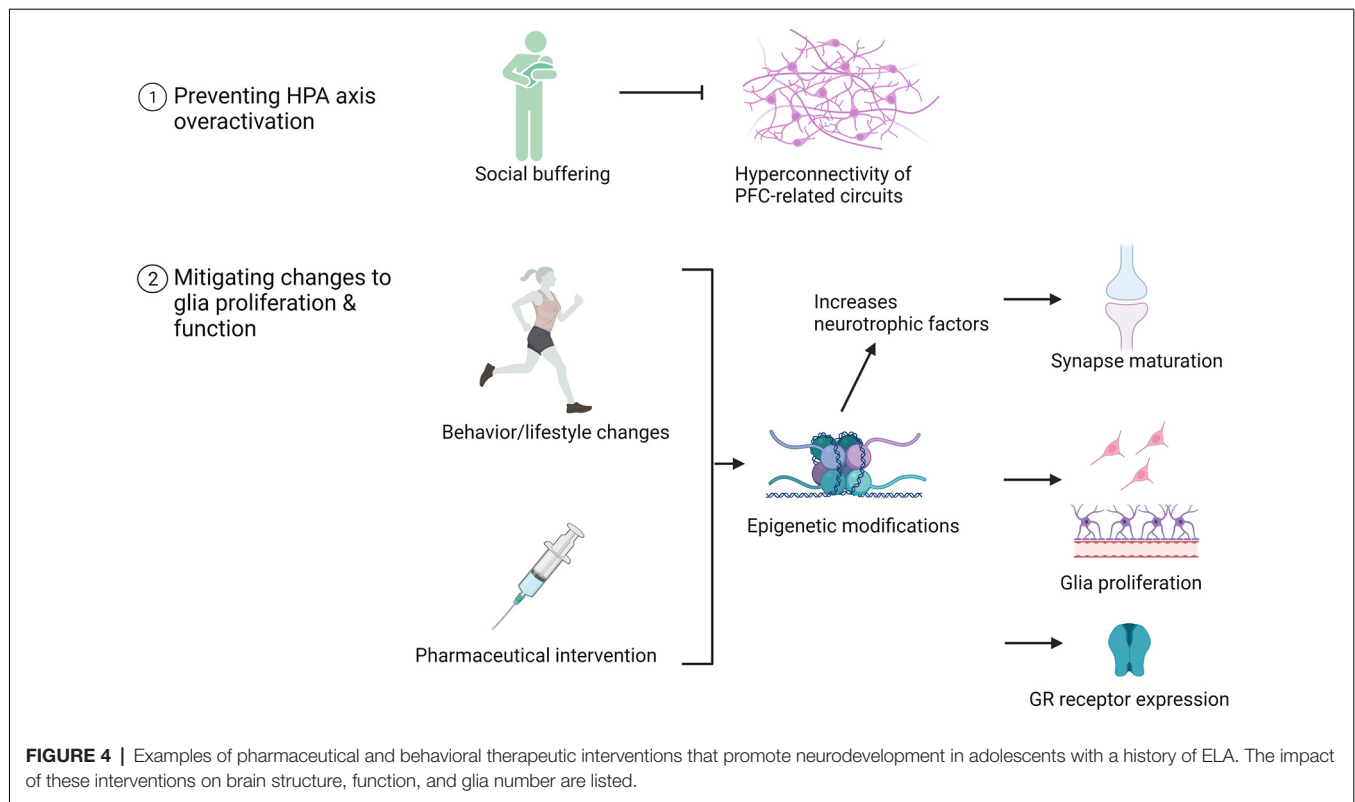 ① Preventing HPA axis
overactivation
Social buffering
Hyperconnectivity of
PFC-related circuits
② Mitigating changes to
glia proliferation &
function
Behavior/lifestyle changes
Pharmaceutical intervention
Epigenetic modifications
Increases
neurotrophic factors
Synapse maturation
Glia proliferation
GR receptor expression
FIGURE 4 | Examples of pharmaceutical and behavioral therapeutic interventions that promote neurodevelopment in adolescents with a history of ELA. The impact
of these interventions on brain structure, function, and glia number are listed.